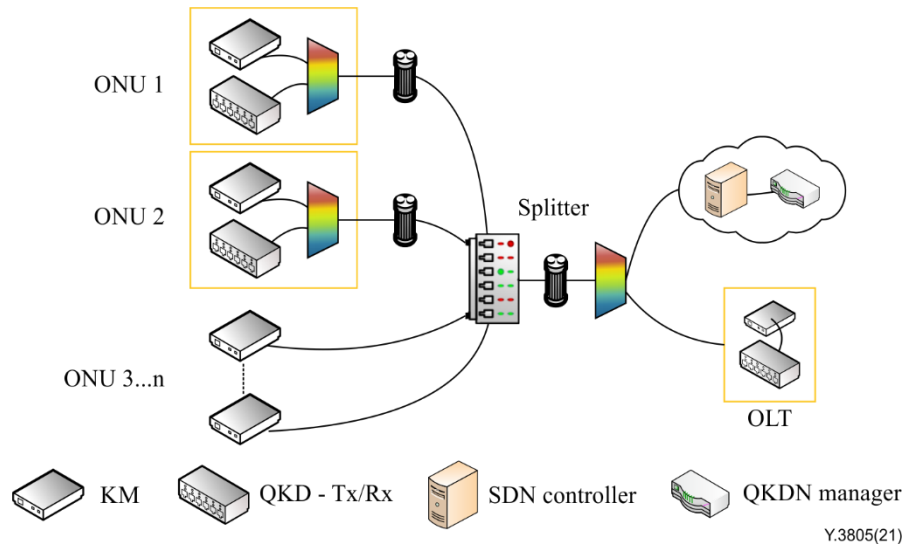 ONU 1
ONU 2
Splitter
ONU 3...n
OLT
KM
QKD - Tx/Rx
SDN controller
QKDN manager
Y.3805(21)